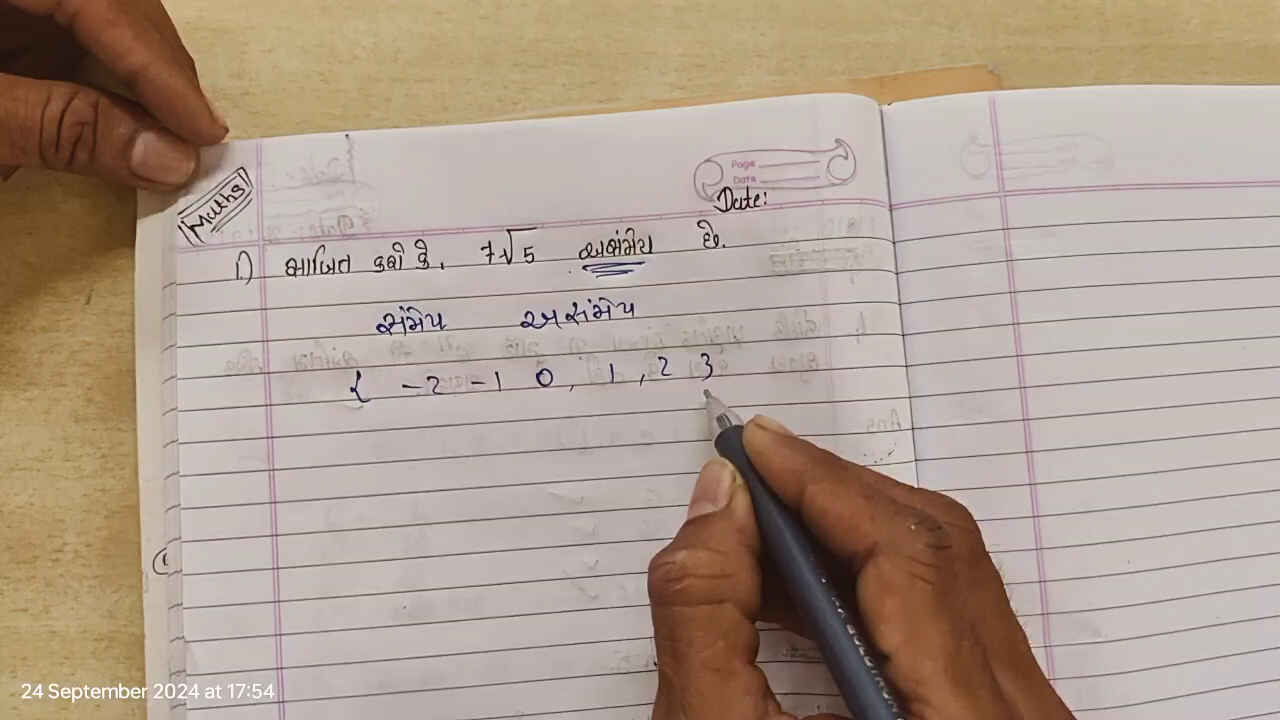 Maths
Page
Date
Date:
1) સાબિત કરો કે, 7√5 અસંમેય છે.
સંમેય અસંમેય
{ -2 -1 0, 1, 2 3
24 September 2024 at 17:54